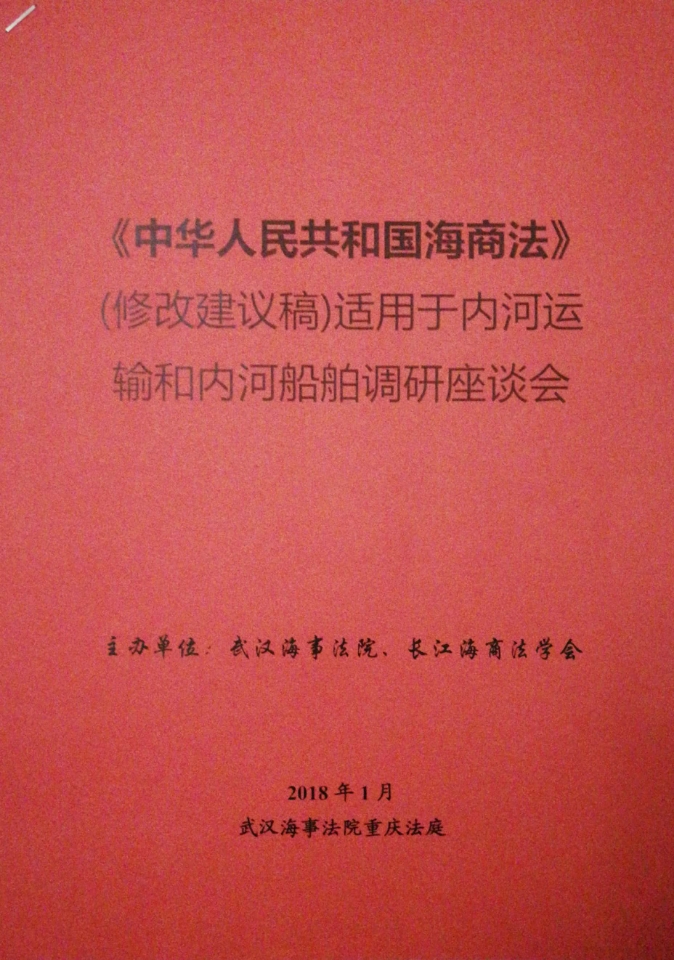 《中华人民共和国海商法》
(修改建议稿)适用于内河运
输和内河船舶调研座谈会
主办单位：武汉海事法院、长江海商法学会
2018年1月
武汉海事法院重庆法庭